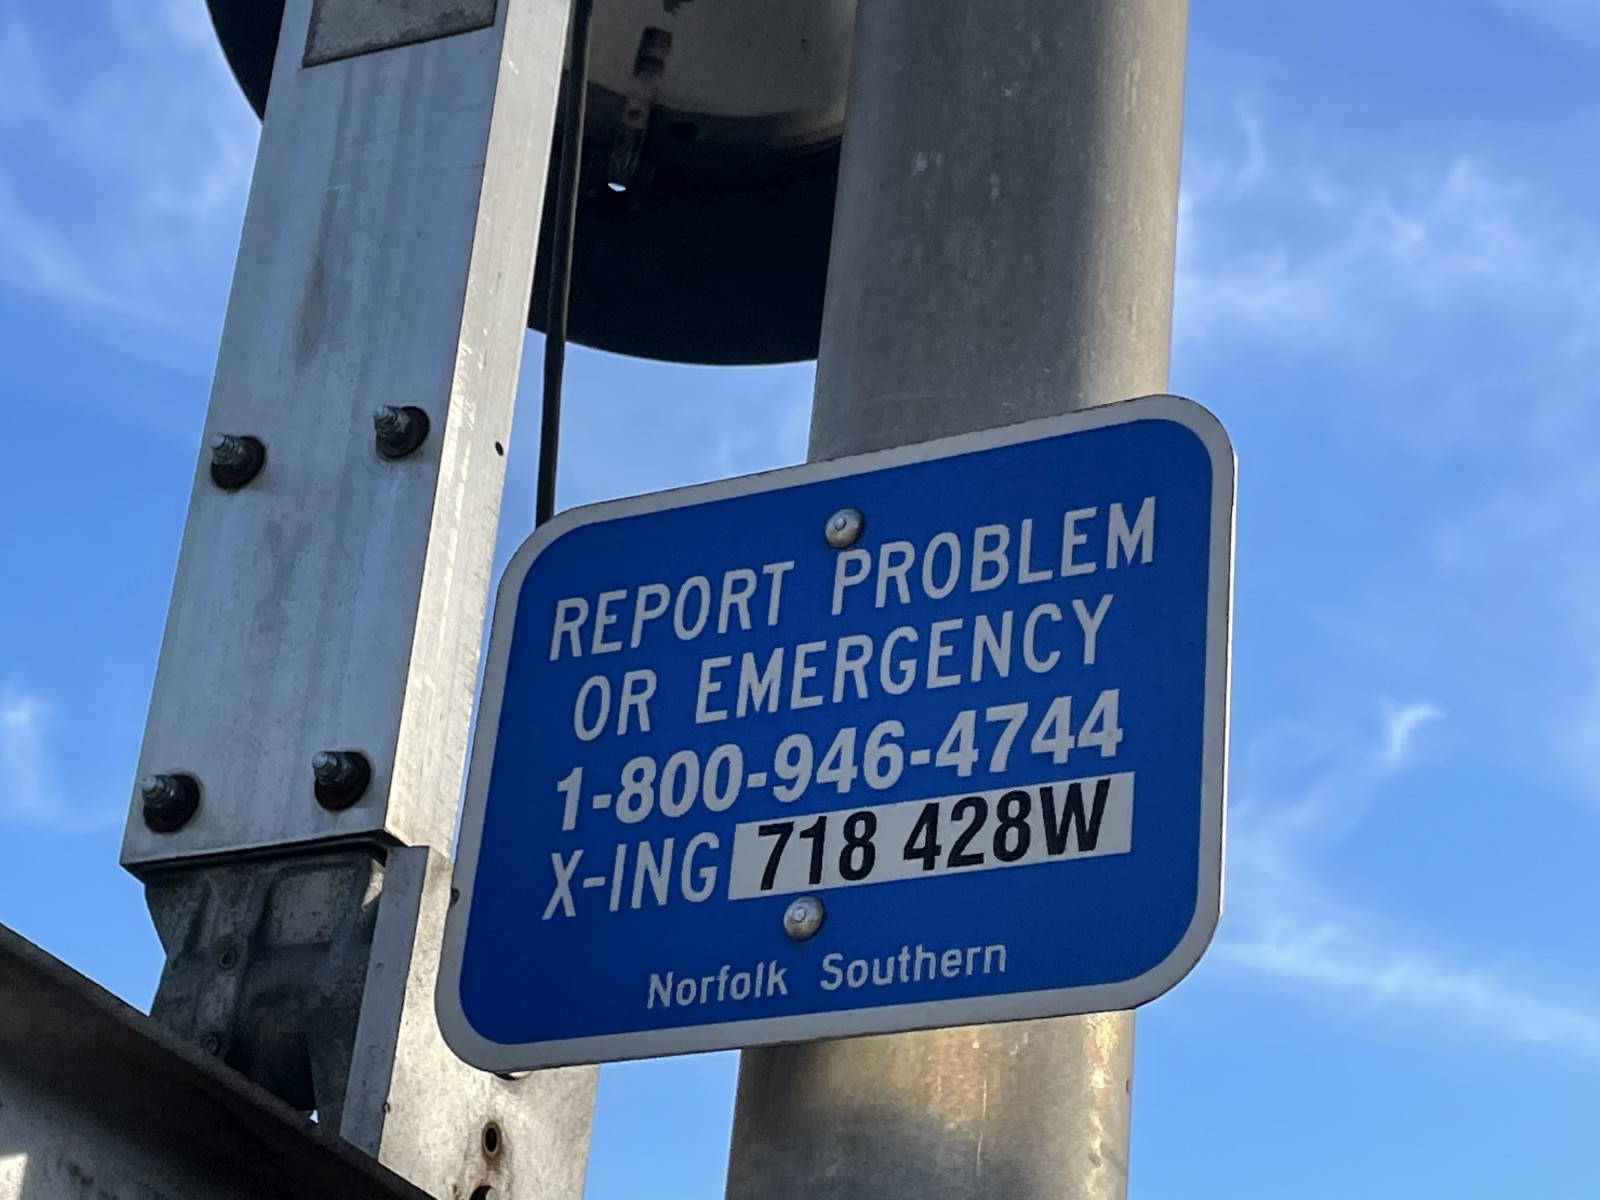 REPORT PROBLEM
OR EMERGENCY
1-800-946-4744
X-ING 718 428W
Norfolk Southern